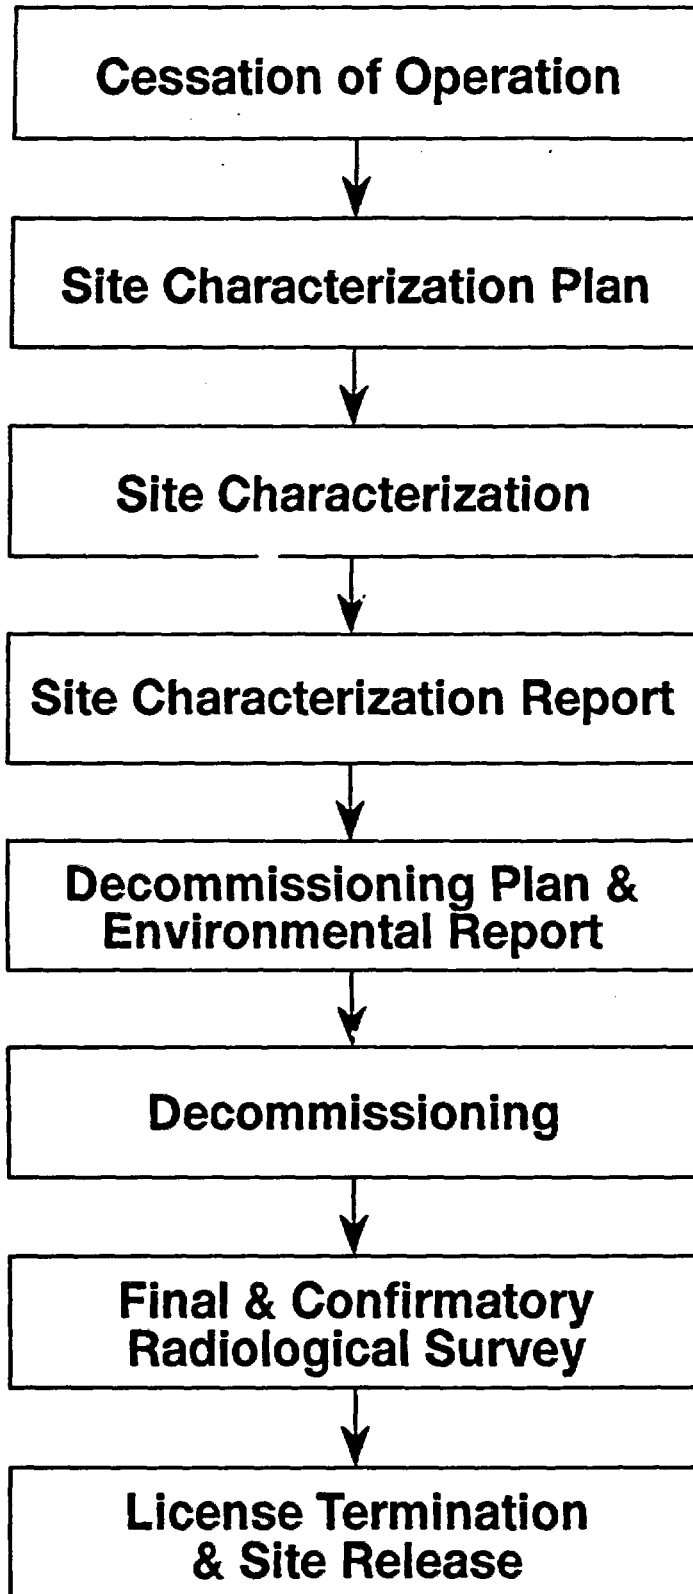 Cessation of Operation
Site Characterization Plan
Site Characterization
Site Characterization Report
Decommissioning Plan &
Environmental Report
Decommissioning
Final & Confirmatory
Radiological Survey
License Termination
& Site Release